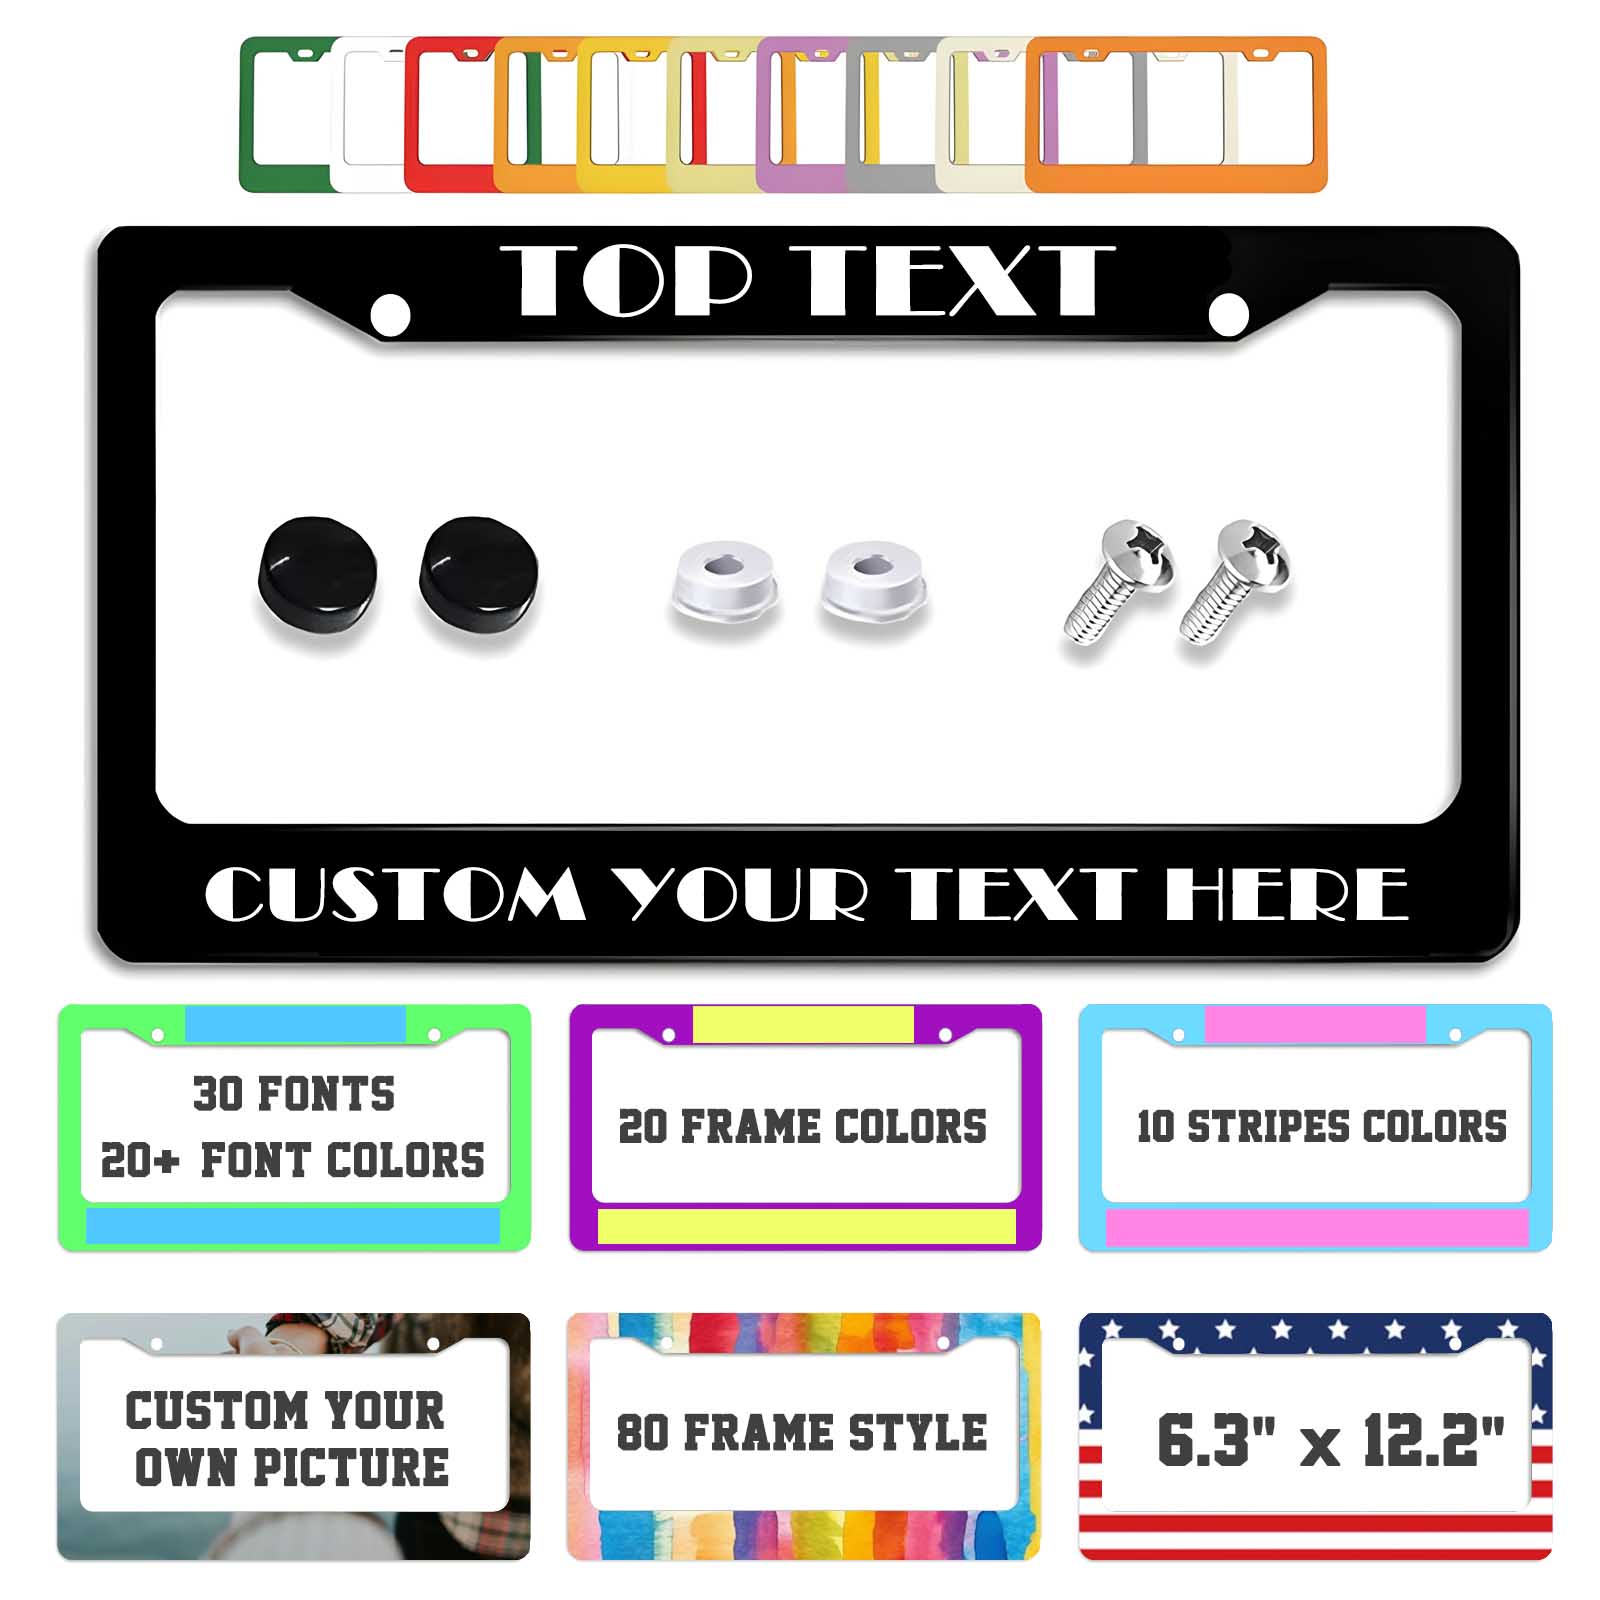 TOP TEXT
CUSTOM YOUR TEXT HERE
30 FONTS
20+ FONT COLORS
20 FRAME COLORS
10 STRIPES COLORS
CUSTOM YOUR
OWN PICTURE
80 FRAME STYLE
6.3" x 12.2"